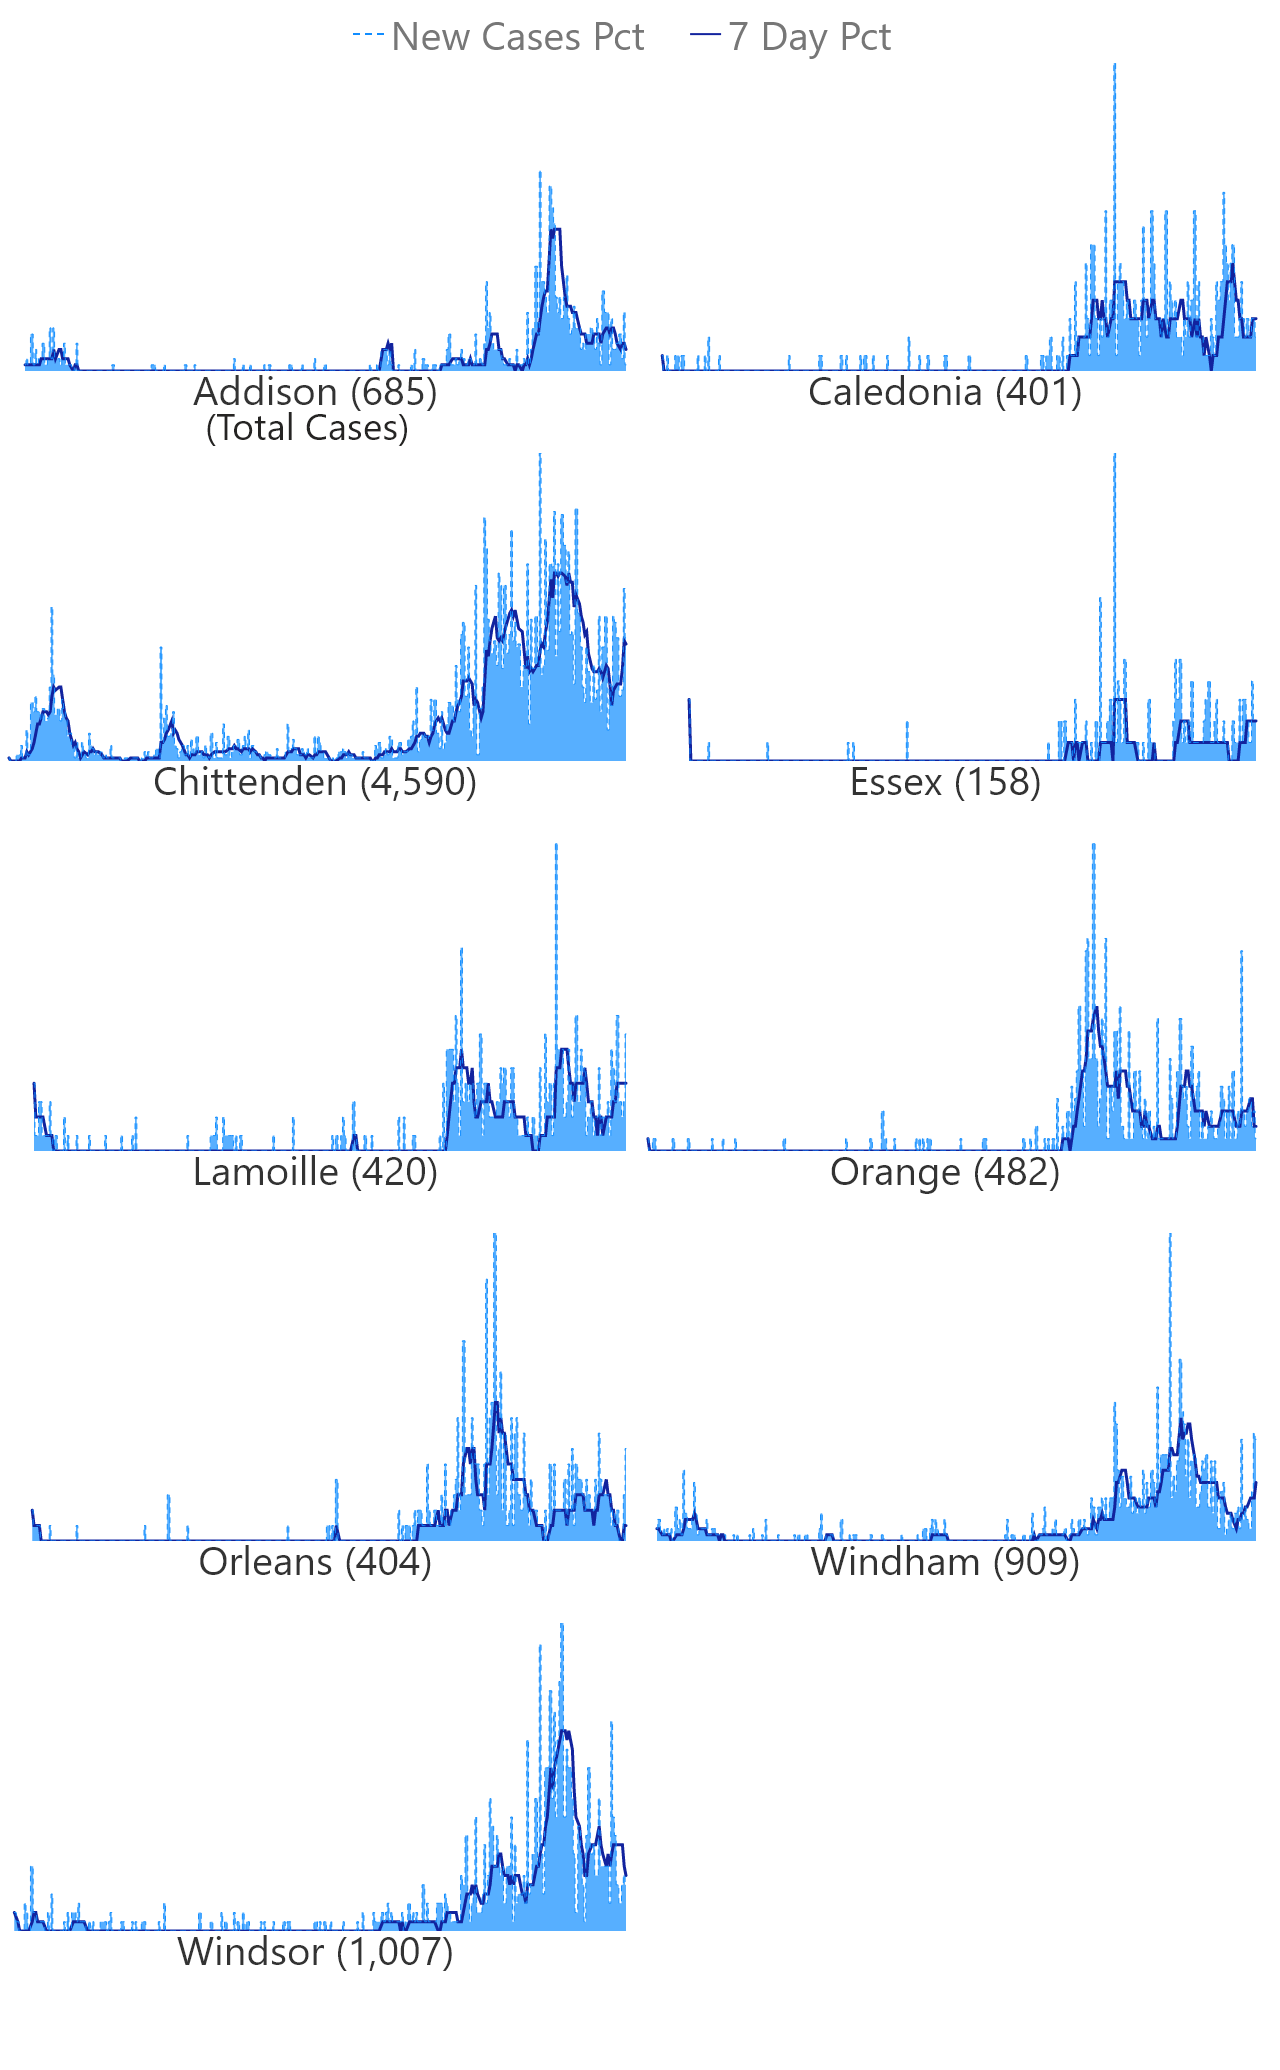 New Cases Pct 7 Day Pct
Addison (685) Caledonia (401)
(Total Cases)
Chittenden (4,590) Essex (158)
Lamoille (420) Orange (482)
Orleans (404) Windham (909)
Windsor (1,007)